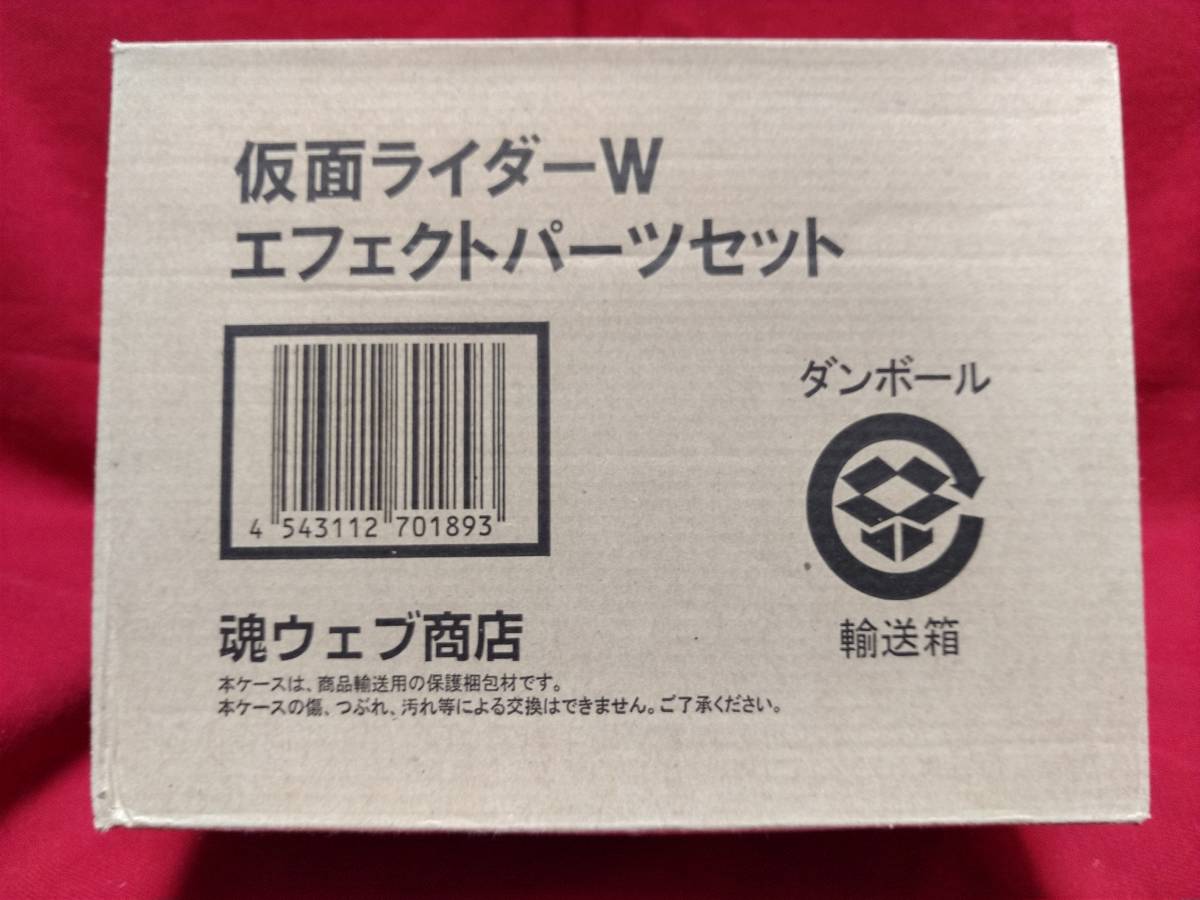 仮面ライダーW
エフェクトパーツセット
4 543112 701893
ダンボール
輸送箱
魂ウェブ商店
本ケースは、商品輸送用の保護梱包材です。
本ケースの傷、つぶれ、汚れ等による交換はできません。ご了承ください。